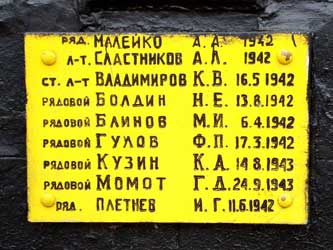 РЯД. МАЛЕЙКО А.А. 1942
Л-Т. СЛАСТНИКОВ А.Л. 1942
СТ. Л-Т ВЛАДИМИРОВ К.В. 16.5 1942
РЯДОВОЙ БОЛДИН Н.Е. 13.8.1942
РЯДОВОЙ БЛИНОВ М.И. 6.4.1942
РЯДОВОЙ ГУЛОВ Ф.П. 17.3.1942
РЯДОВОЙ КУЗИН К.А. 14.8.1943
РЯДОВОЙ МОМОТ Г.Д. 24.9.1943
РЯД. ПЛЕТНЕВ И.Г. 11.6.1942